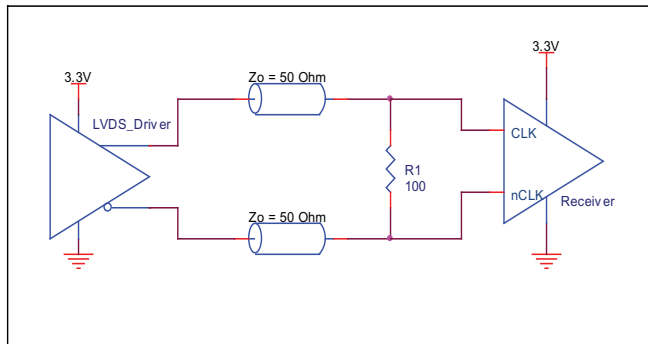 3.3V
LVDS_Driver
Zo = 50 Ohm
Zo = 50 Ohm
R1
100
3.3V
CLK
nCLK
Receiver